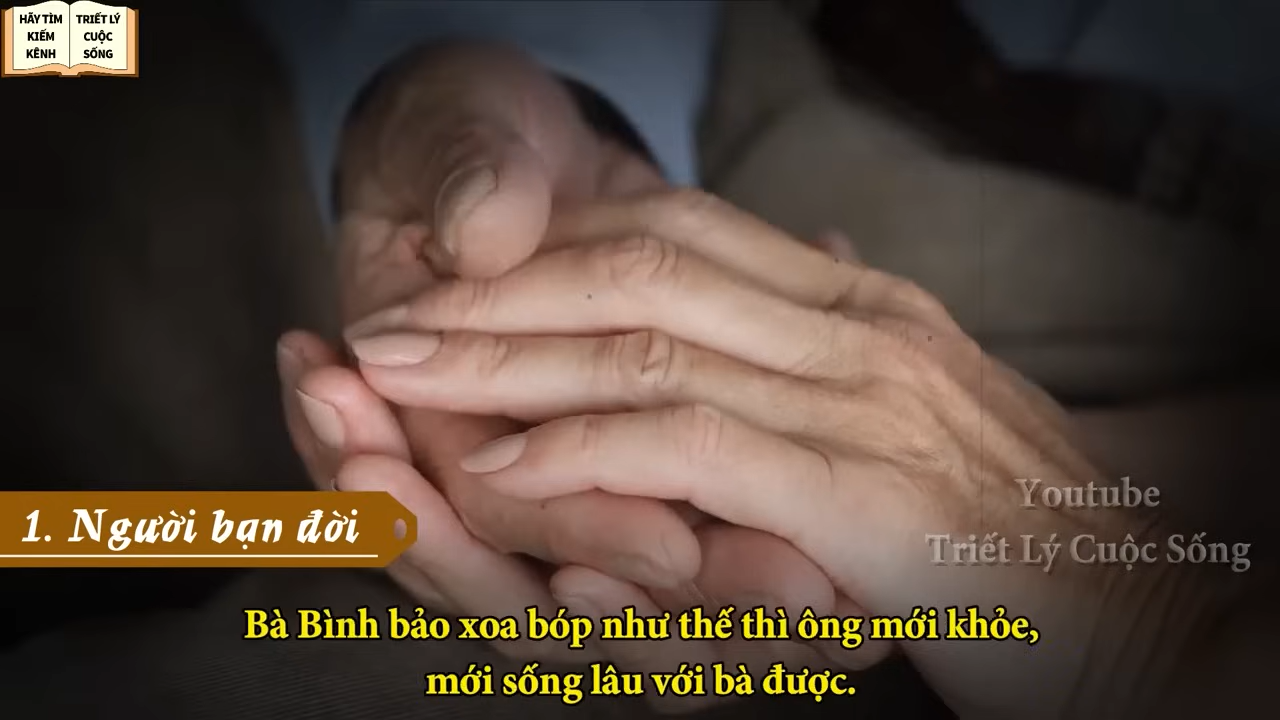 HÃY TÌM
KIẾM
KÊNH
TRIẾT LÝ
CUỘC
SỐNG
Youtube
Triết Lý Cuộc Sống
1. Người bạn đời
Bà Bình bảo xoa bóp như thế thì ông mới khỏe,
mới sống lâu với bà được.